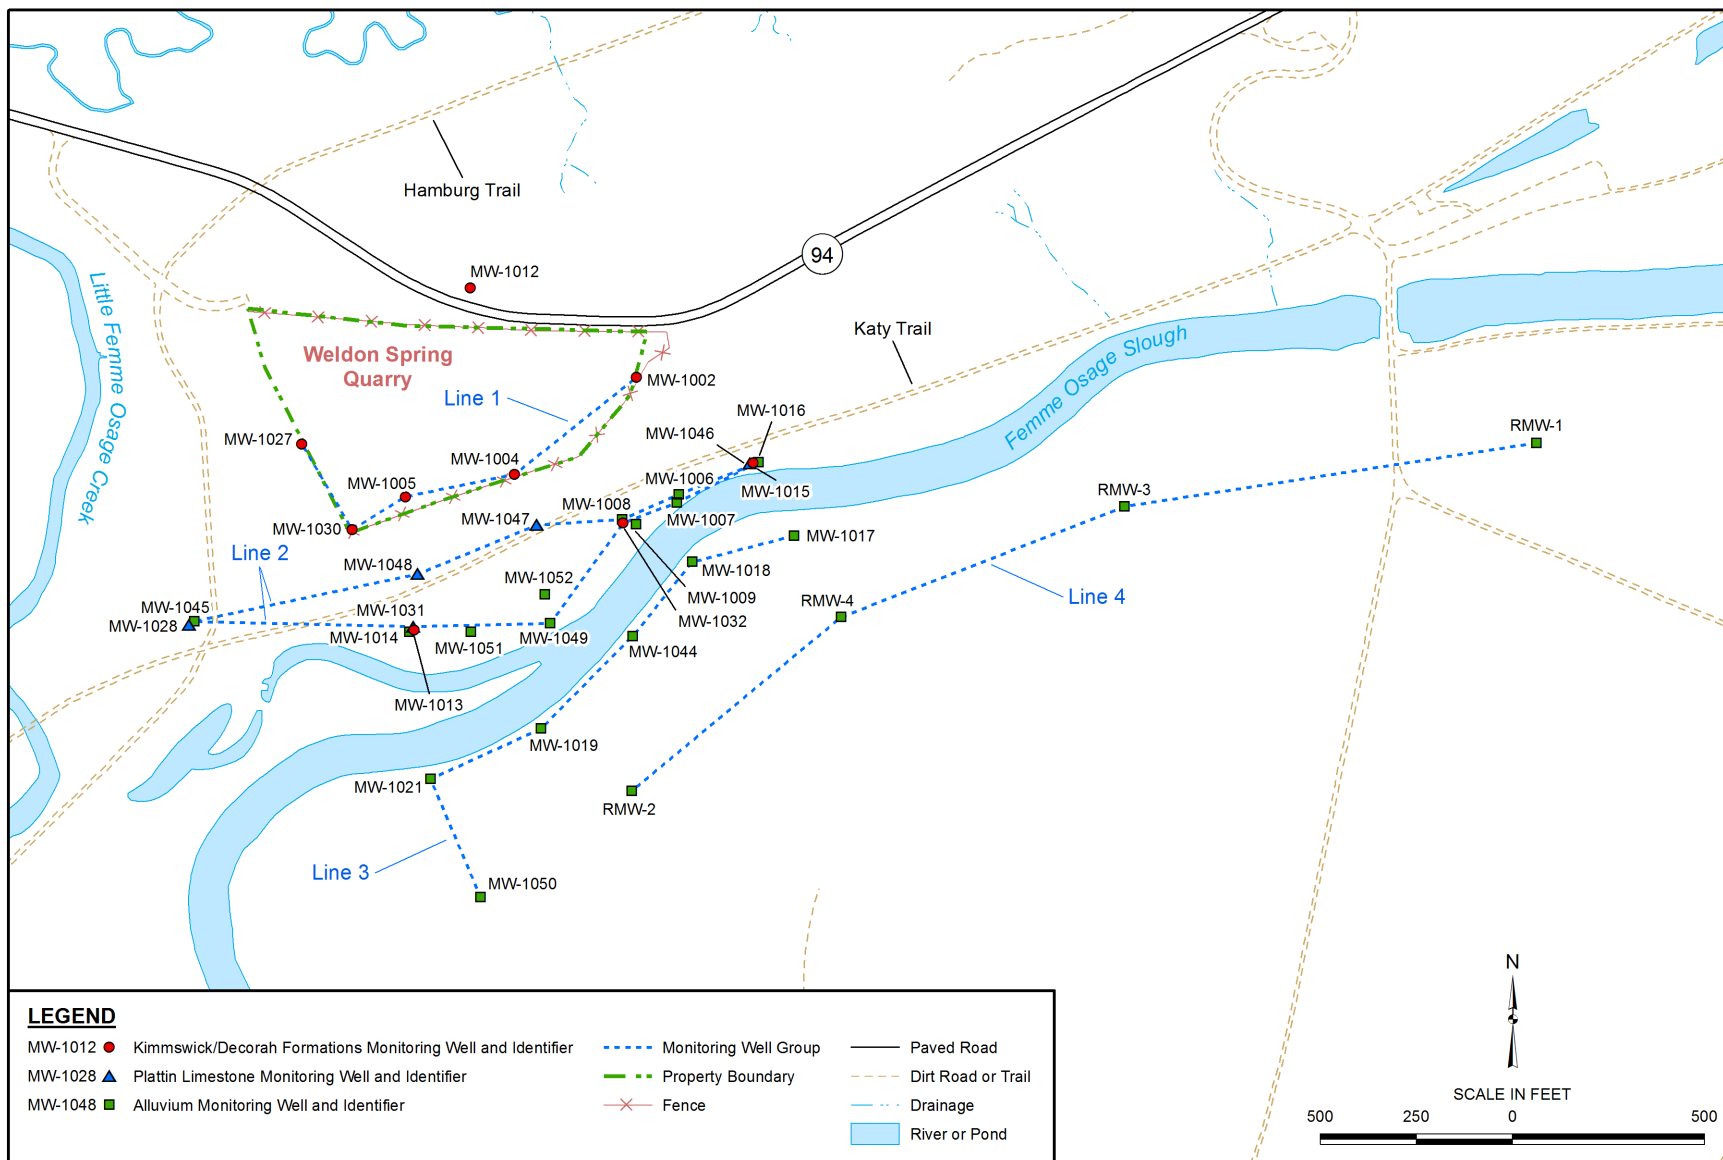 Hamburg Trail
94
MW-1012
Little Femme Osage Creek
Weldon Spring
Quarry
Katy Trail
Femme Osage Slough
Line 1
MW-1002
MW-1016
MW-1046
RMW-1
MW-1027
MW-1004
MW-1005
MW-1006
MW-1015
RMW-3
MW-1008
MW-1047
MW-1007
MW-1030
MW-1017
Line 2
MW-1048
MW-1018
MW-1052
MW-1009
RMW-4
Line 4
MW-1045
MW-1031
MW-1032
MW-1028
MW-1014
MW-1049
MW-1051
MW-1044
MW-1013
MW-1019
MW-1021
RMW-2
Line 3
MW-1050
N
SCALE IN FEET
500 250 0 500
LEGEND
MW-1012 Kimmswick/Decorah Formations Monitoring Well and Identifier
MW-1028 Plattin Limestone Monitoring Well and Identifier
MW-1048 Alluvium Monitoring Well and Identifier
Monitoring Well Group
Property Boundary
Fence
Paved Road
Dirt Road or Trail
Drainage
River or Pond